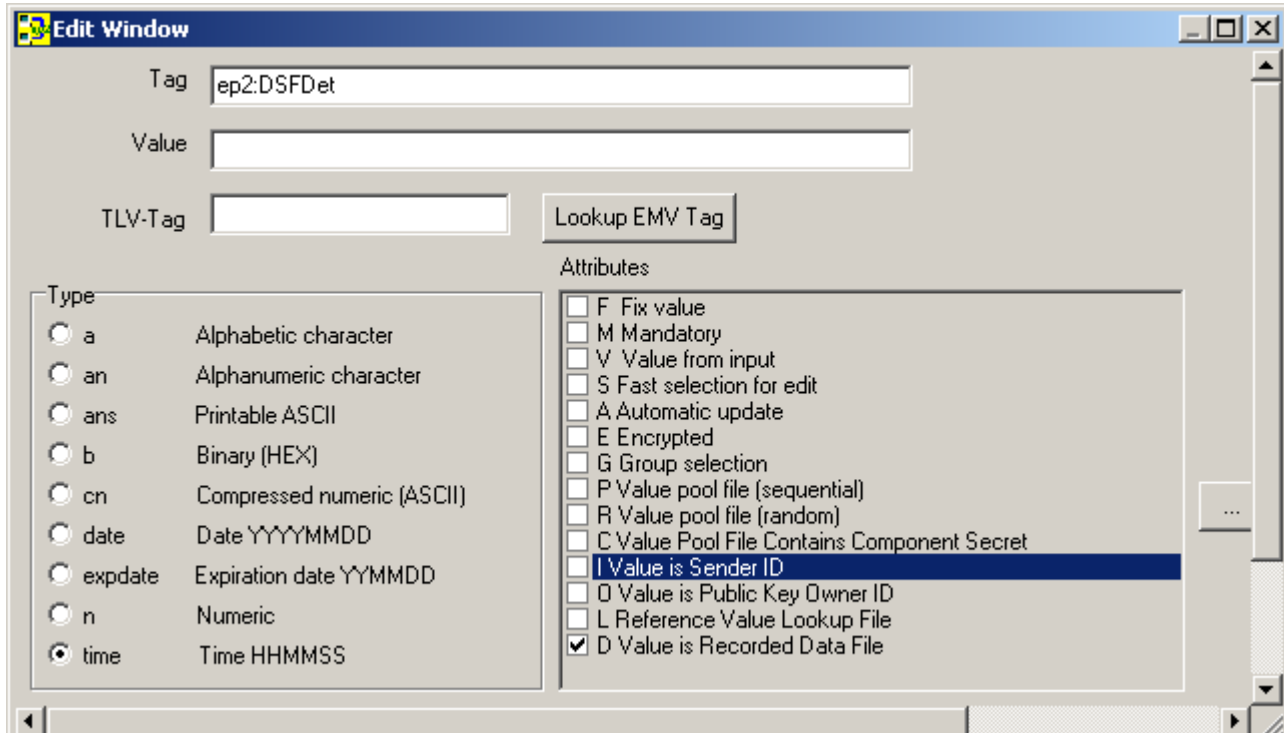 Edit Window
Tag ep2:DSFDet
Value
TLV-Tag Lookup EMV Tag
Attributes
Type
a Alphabetic character
an Alphanumeric character
ans Printable ASCII
b Binary (HEX)
cn Compressed numeric (ASCII)
date Date YYYYMMDD
expdate Expiration date YYMMDD
n Numeric
time Time HHMMSS
F Fix value
M Mandatory
V Value from input
S Fast selection for edit
A Automatic update
E Encrypted
G Group selection
P Value pool file (sequential)
R Value pool file (random)
C Value Pool File Contains Component Secret
I Value is Sender ID
O Value is Public Key Owner ID
L Reference Value Lookup File
D Value is Recorded Data File
...